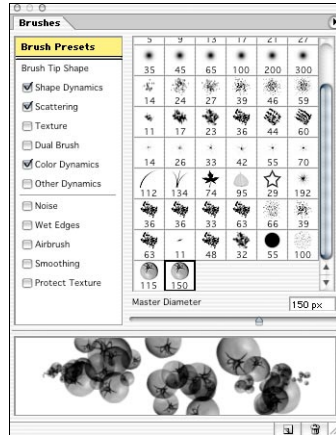 Brushes
Brush Presets
Brush Tip Shape
Shape Dynamics
Scattering
Texture
Dual Brush
Color Dynamics
Other Dynamics
Noise
Wet Edges
Airbrush
Smoothing
Protect Texture
5 9 13 17 21 27
35 45 65 100 200 300
14 24 27 39 46 59
11 17 23 36 44 60
14 26 33 42 55 70
112 134 74 95 29 192
36 36 33 63 66 39
63 11 48 32 55 100
115 150
Master Diameter 150 px